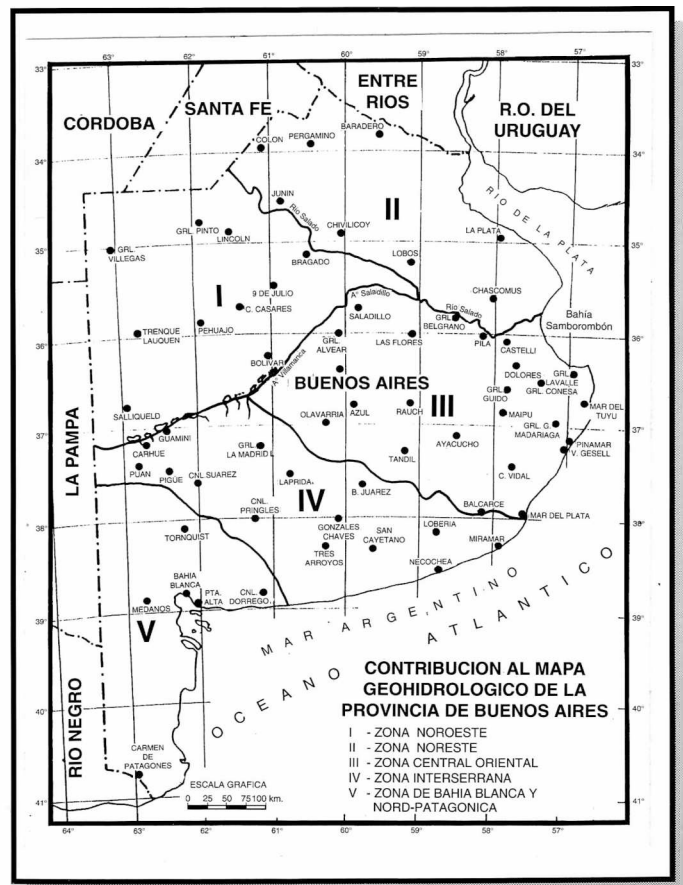 63°
62°
61°
60°
59°
58°
57°
33°
33°
CÓRDOBA
SANTA FE
ENTRE
RIOS
R.O. DEL
URUGUAY
BARADERO
PERGAMINO
COLON
34°
34°
RIO DE LA PLATA
JUNIN
Río Salado
II
GRL. PINTO
LINCOLN
CHIVILICOY
LA PLATA
35°
35°
GRL.
VILLEGAS
BRAGADO
LOBOS
9 DE JULIO
I
C. CASARES
A° Saladillo
SALADILLO
Río Salado
CHASCOMUS
GRL.
BELGRANO
Bahía
Samborombón
TRENQUE
LAUQUEN
PEHUAJO
GRL.
ALVEAR
LAS FLORES
PILA
CASTELLI
36°
36°
BOLIVAR
A° Villamanca
BUENOS AIRES
DOLORES
GRL.
LAVALLE
GRL. CONESA
GRL.
GUIDO
SALLIQUELO
OLAVARRIA
AZUL
RAUCH
III
MAIPU
MAR DEL
TUYU
GRL. G.
MADARIAGA
37°
37°
GUAMINI
CARHUE
GRL.
LA MADRID
AYACUCHO
TANDIL
PINAMAR
V. GESELL
LA PAMPA
PUAN
PIGÜE
CNL SUAREZ
LAPRIDA
B. JUAREZ
C. VIDAL
IV
CNL.
PRINGLES
BALCARCE
MAR DEL PLATA
38°
38°
TORNQUIST
GONZALES
CHAVES
SAN
CAYETANO
LOBERIA
TRES
ARROYOS
MIRAMAR
NECOCHEA
BAHIA
BLANCA
PTA.
ALTA
CNL.
DORREGO
MEDANOS
V
39°
39°
MAR ARGENTINO
OCEANO ATLANTICO
RIO NEGRO
40°
40°
CARMEN
DE
PATAGONES
CONTRIBUCION AL MAPA
GEOHIDROLOGICO DE LA
PROVINCIA DE BUENOS AIRES
I - ZONA NOROESTE
II - ZONA NORESTE
III - ZONA CENTRAL ORIENTAL
IV - ZONA INTERSERRANA
V - ZONA DE BAHIA BLANCA Y
NORD-PATAGONICA
ESCALA GRAFICA
0 25 50 75 100 km.
41°
41°
64°
63°
62°
61°
60°
59°
58°
57°